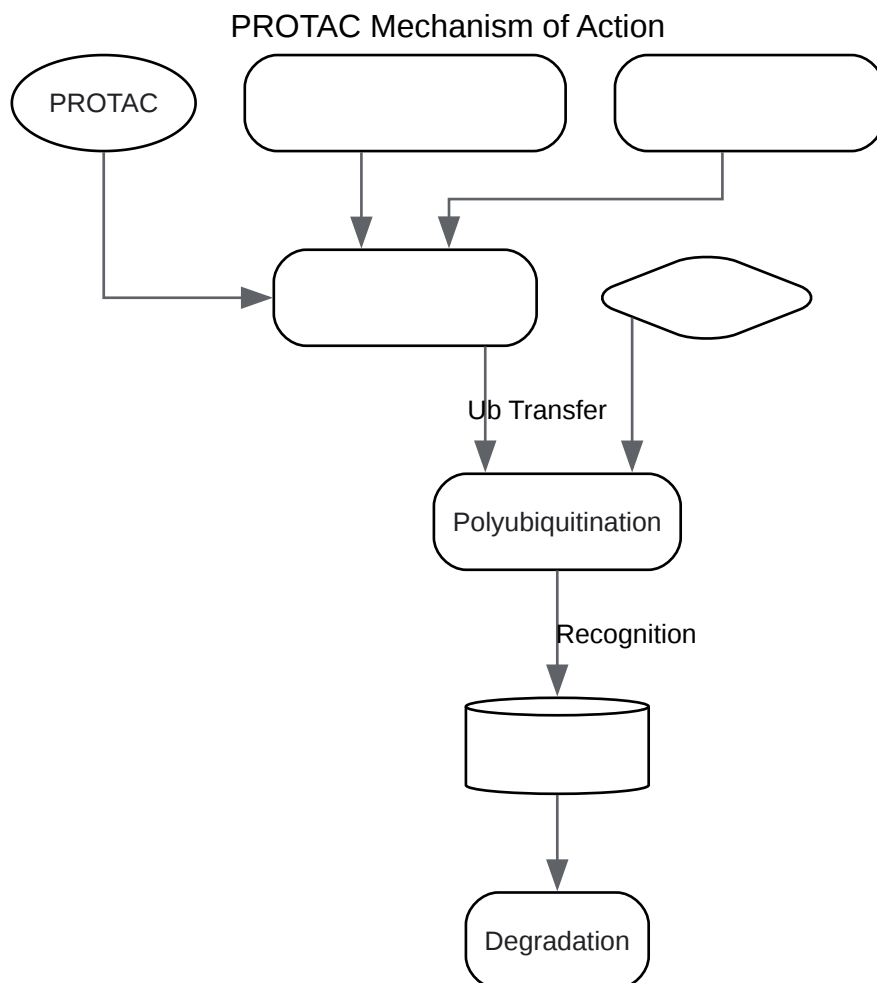 PROTAC Mechanism of Action
PROTAC
Ub Transfer
Polyubiquitination
Recognition
Degradation